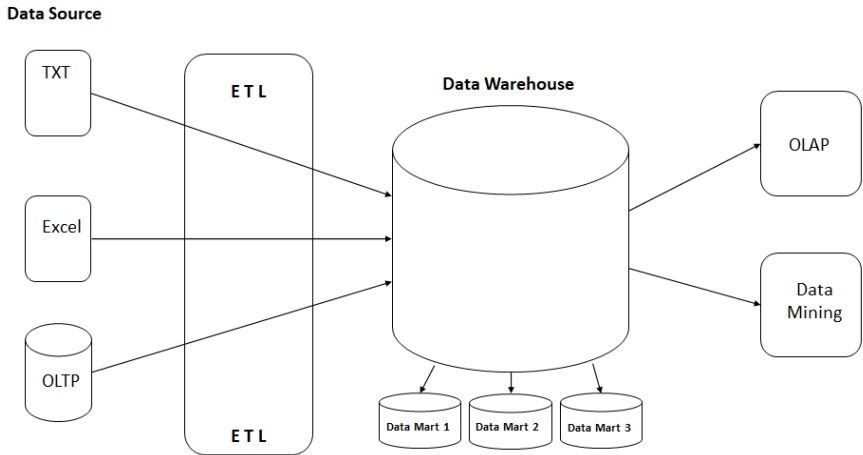 Data Source
TXT
Excel
OLTP
E T L
E T L
Data Warehouse
Data Mart 1
Data Mart 2
Data Mart 3
OLAP
Data
Mining